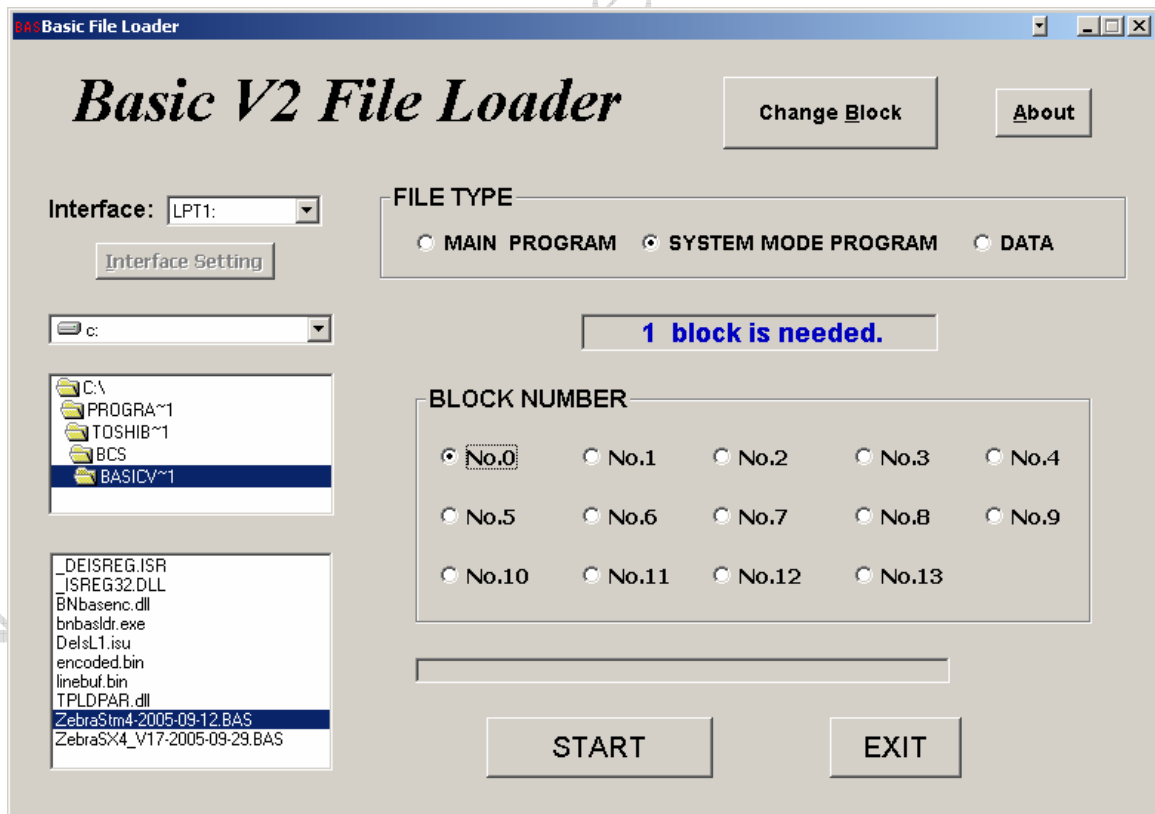 BAS Basic File Loader
Basic V2 File Loader
Change Block
About
Interface: LPT1:
Interface Setting
FILE TYPE
MAIN PROGRAM SYSTEM MODE PROGRAM DATA
c:
1 block is needed.
C:\
PROGRA~1
TOSHIB~1
BCS
BASICV~1
BLOCK NUMBER
No.0 No.1 No.2 No.3 No.4
No.5 No.6 No.7 No.8 No.9
No.10 No.11 No.12 No.13
_DEISREG.ISR
_ISREG32.DLL
BNbasenc.dll
bnbasldr.exe
DelsL1.isu
encoded.bin
linebuf.bin
TPLDPAR.dll
ZebraStm4-2005-09-12.BAS
ZebraSX4_V17-2005-09-29.BAS
START
EXIT